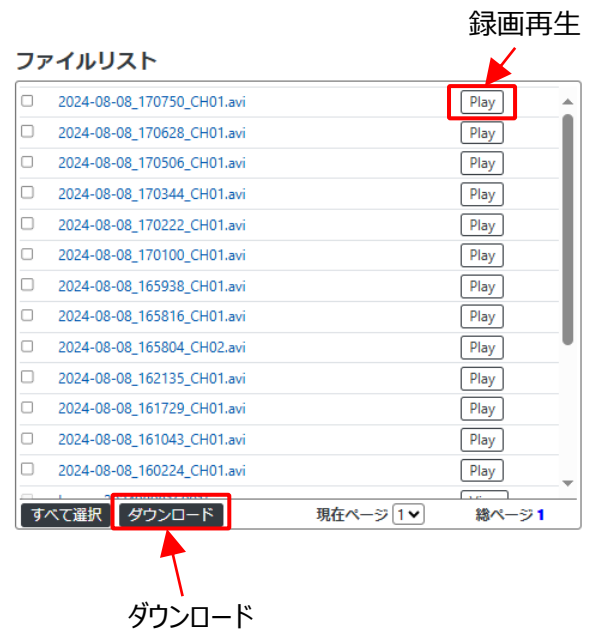 録画再生
ファイルリスト
2024-08-08_170750_CH01.avi Play
2024-08-08_170628_CH01.avi Play
2024-08-08_170506_CH01.avi Play
2024-08-08_170344_CH01.avi Play
2024-08-08_170222_CH01.avi Play
2024-08-08_170100_CH01.avi Play
2024-08-08_165938_CH01.avi Play
2024-08-08_165816_CH01.avi Play
2024-08-08_165804_CH02.avi Play
2024-08-08_162135_CH01.avi Play
2024-08-08_161729_CH01.avi Play
2024-08-08_161043_CH01.avi Play
2024-08-08_160224_CH01.avi Play
すべて選択 ダウンロード 現在ページ 1 総ページ 1
ダウンロード